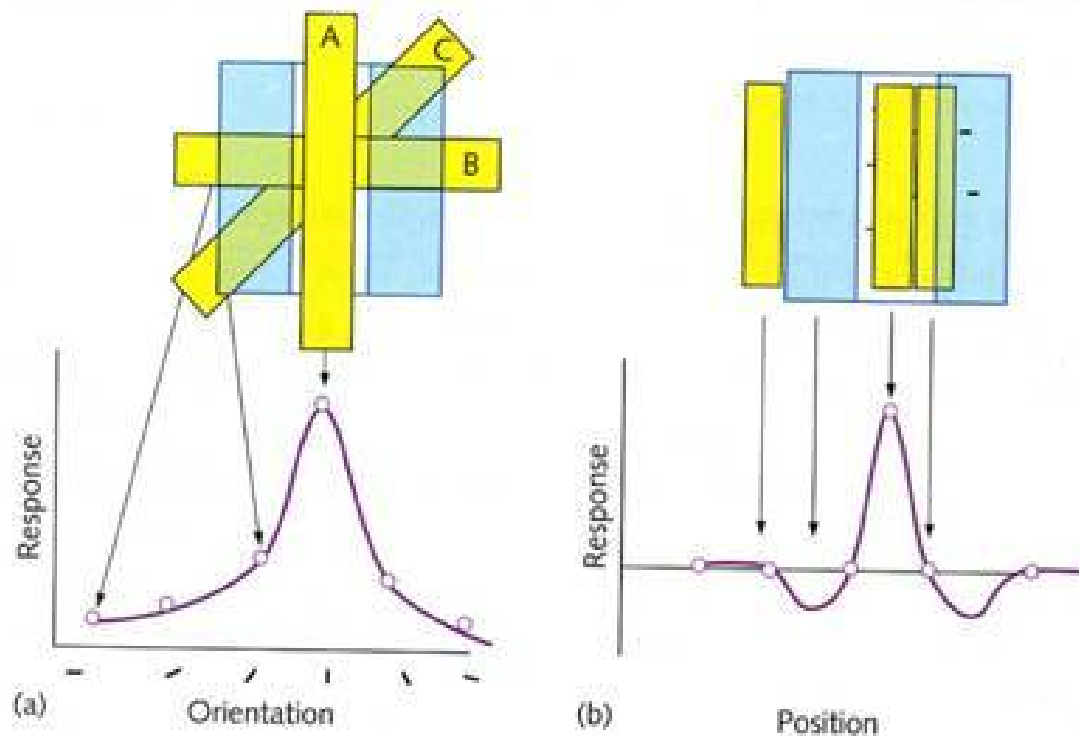 A
C
B
Response
Response
(a)
Orientation
(b)
Position